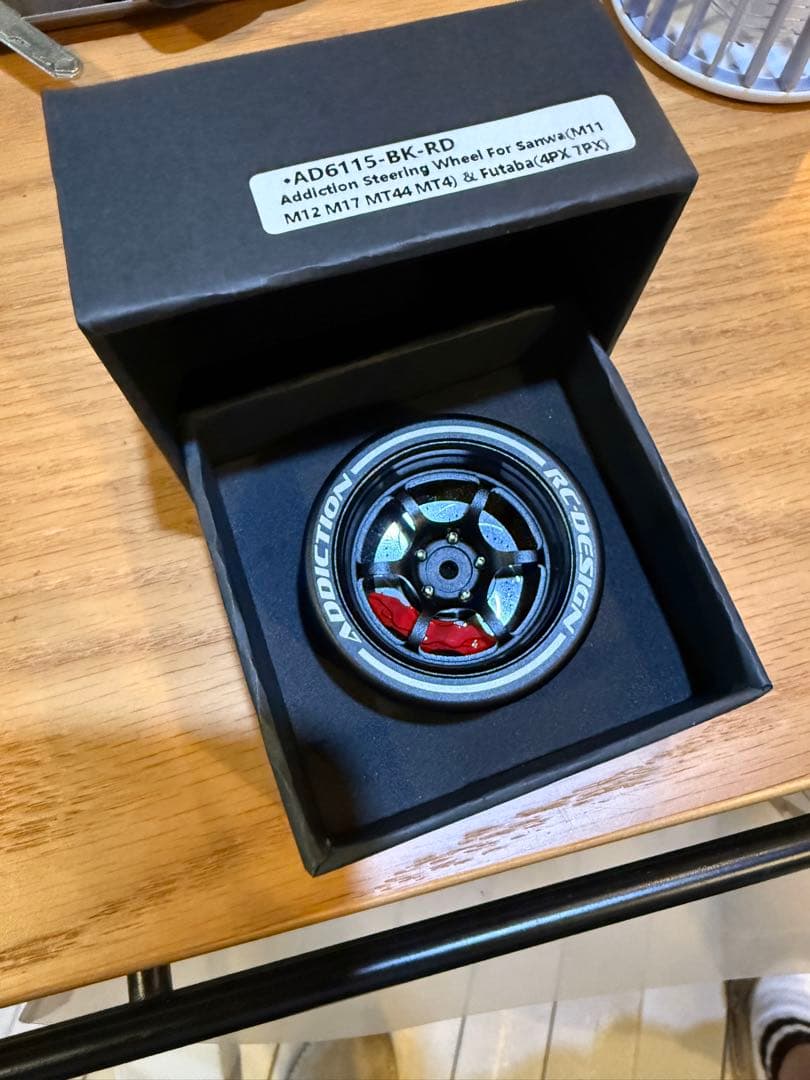 •AD6115-BK-RD
Addiction Steering Wheel For Sanwa(M11
M12 M17 MT44 MT4) & Futaba(4PX 7PX)
ADDICTION
RC-DESIGN